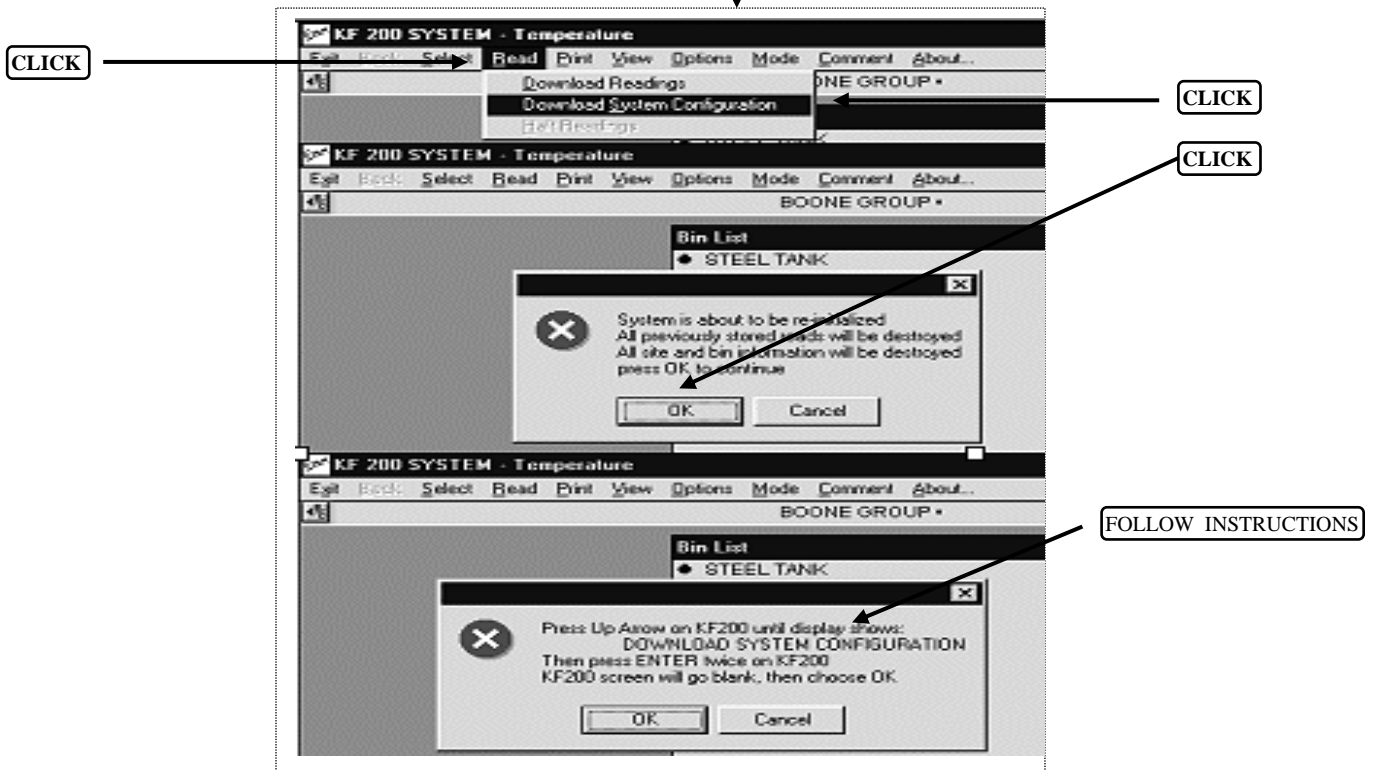 KF 200 SYSTEM - Temperature
Exit Back Select Read Print View Options Mode Comment About...
CLICK
Download Readings
ONE GROUP •
Download System Configuration
CLICK
Halt Readings
KF 200 SYSTEM - Temperature
CLICK
Exit Back Select Read Print View Options Mode Comment About...
BOONE GROUP •
Bin List
● STEEL TANK
System is about to be re-initialized
All previously stored reads will be destroyed
All site and bin information will be destroyed
press OK to continue
OK Cancel
KF 200 SYSTEM - Temperature
Exit Back Select Read Print View Options Mode Comment About...
BOONE GROUP •
FOLLOW INSTRUCTIONS
Bin List
● STEEL TANK
Press Up Arrow on KF200 until display shows:
DOWNLOAD SYSTEM CONFIGURATION
Then press ENTER twice on KF200
KF200 screen will go blank, then choose OK
OK Cancel